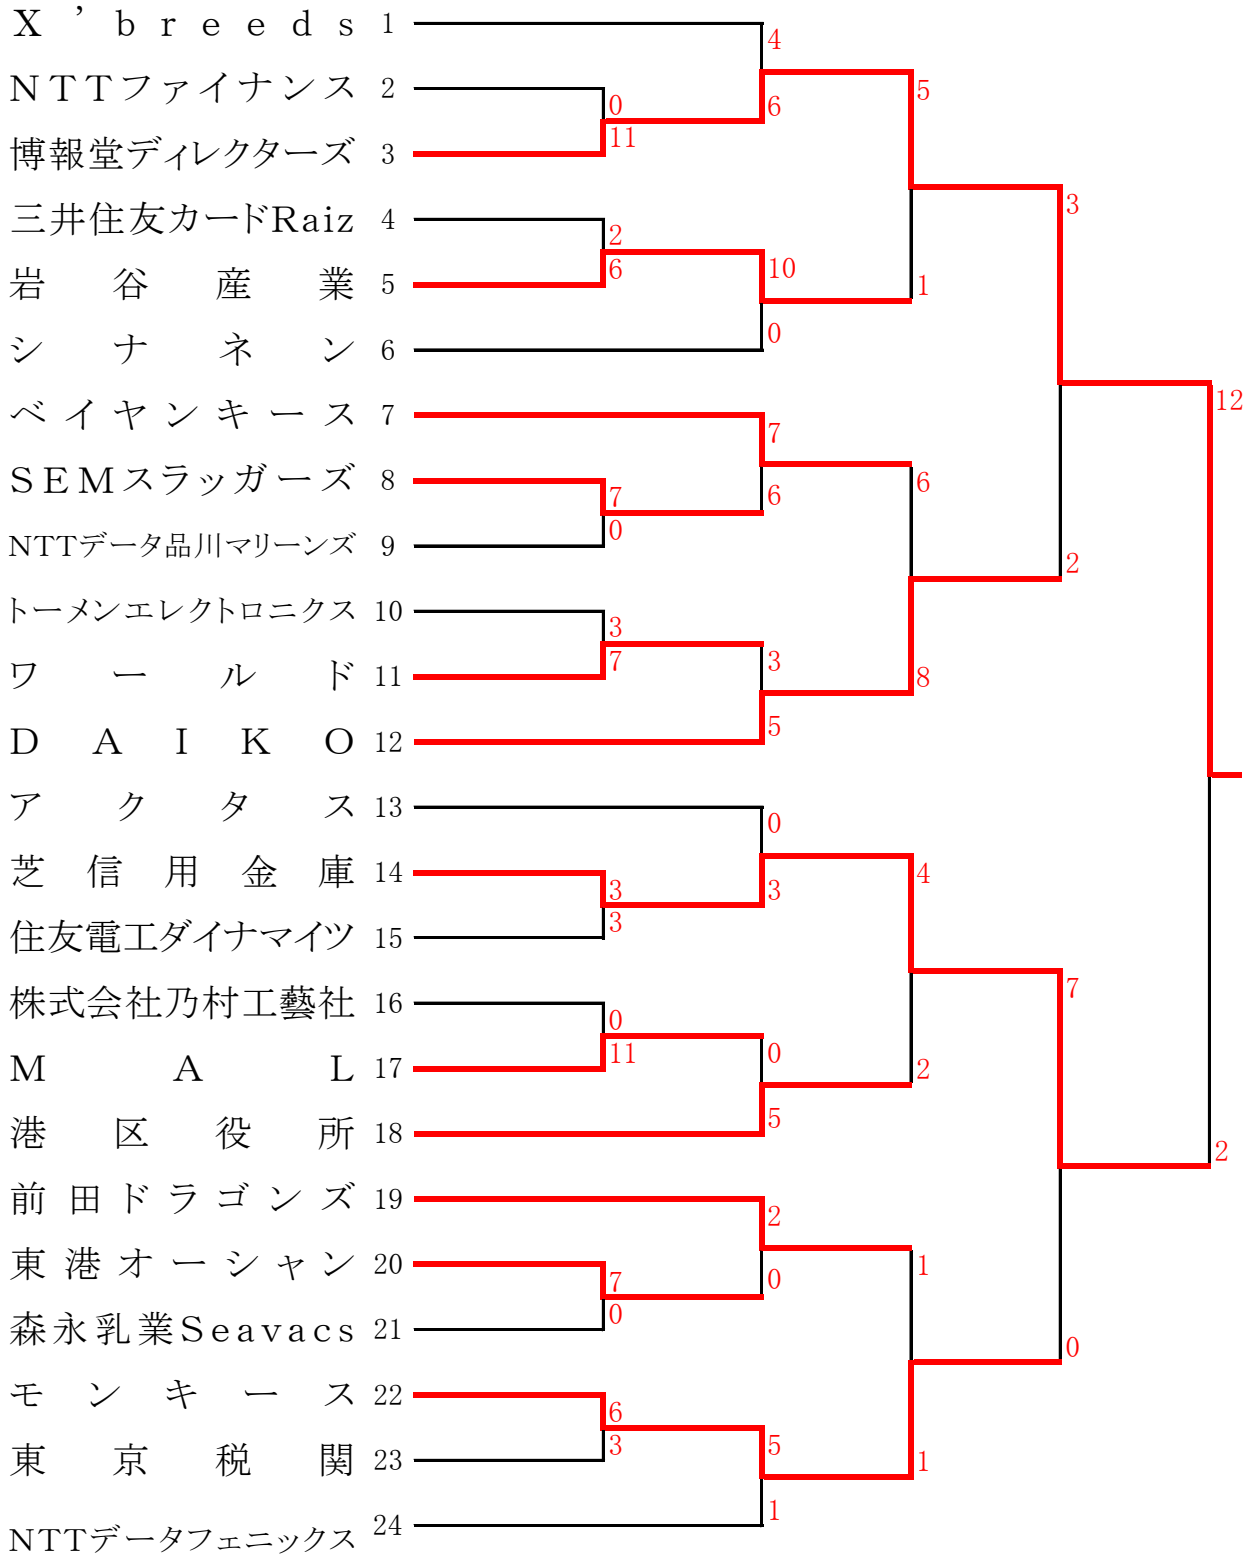 X ’ b r e e d s 1
4
NTTファイナンス 2
5
0
6
11
博報堂ディレクターズ 3
3
三井住友カードRaiz 4
2
6
10
岩谷産業 5
1
0
シナネン 6
12
ベイヤンキース 7
7
SEMスラッガーズ 8
6
7
6
0
NTTデータ品川マリーンズ 9
2
トーメンエレクトロニクス 10
3
7
3
ワールド 11
8
5
DAIKO 12
アクタス 13
0
芝信用金庫 14
4
3
3
3
住友電工ダイナマイツ 15
7
株式会社乃村工藝社 16
0
11
0
MAL 17
2
5
港区役所 18
2
前田ドラゴンズ 19
2
東港オーシャン 20
1
7
0
0
森永乳業Seavacs 21
0
モンキース 22
6
3
5
東京税関 23
1
1
NTTデータフェニックス 24